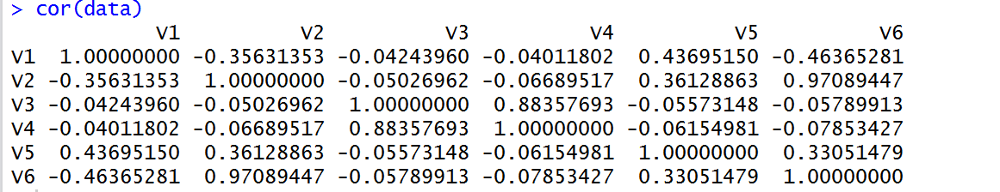 > cor(data)
V1 V2 V3 V4 V5 V6
V1 1.00000000 -0.35631353 -0.04243960 -0.04011802 0.43695150 -0.46365281
V2 -0.35631353 1.00000000 -0.05026962 -0.06689517 0.36128863 0.97089447
V3 -0.04243960 -0.05026962 1.00000000 0.88357693 -0.05573148 -0.05789913
V4 -0.04011802 -0.06689517 0.88357693 1.00000000 -0.06154981 -0.07853427
V5 0.43695150 0.36128863 -0.05573148 -0.06154981 1.00000000 0.33051479
V6 -0.46365281 0.97089447 -0.05789913 -0.07853427 0.33051479 1.00000000